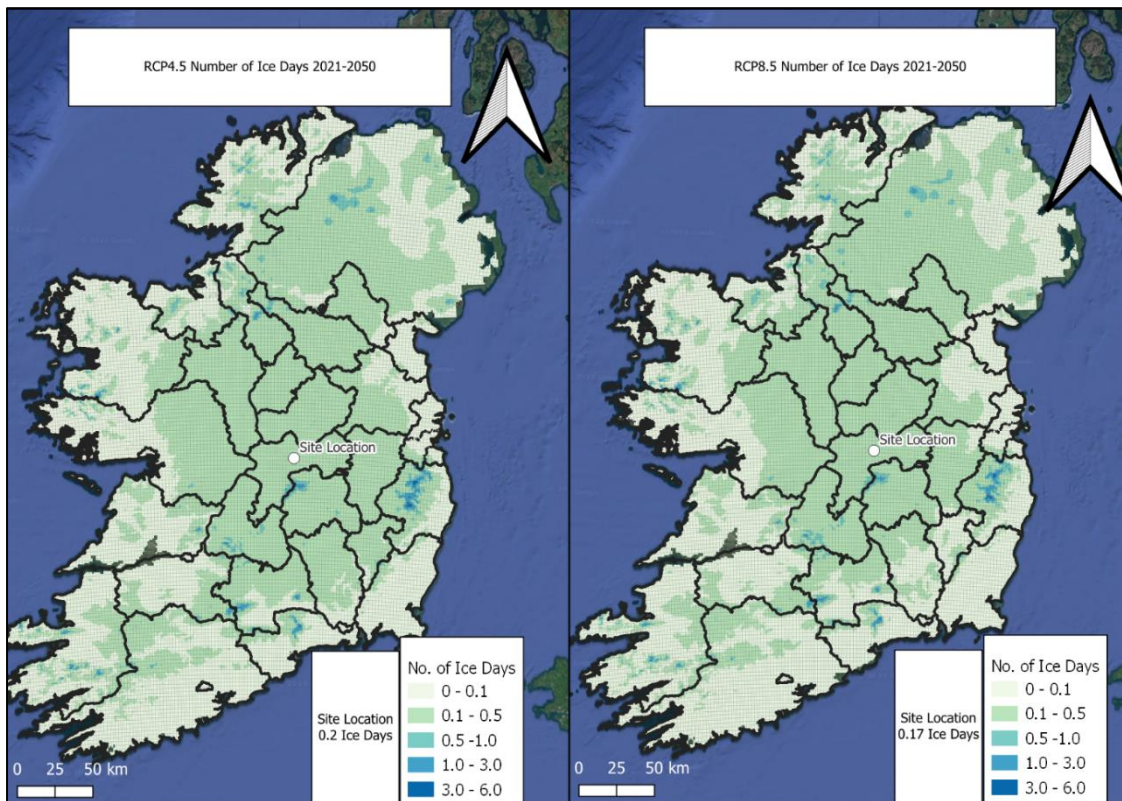 RCP4.5 Number of Ice Days 2021-2050
Site Location
Site Location
0.2 Ice Days
No. of Ice Days
0 - 0.1
0.1 - 0.5
0.5 -1.0
1.0 - 3.0
3.0 - 6.0
0 25 50 km
RCP8.5 Number of Ice Days 2021-2050
Site Location
Site Location
0.17 Ice Days
No. of Ice Days
0 - 0.1
0.1 - 0.5
0.5 -1.0
1.0 - 3.0
3.0 - 6.0
0 25 50 km